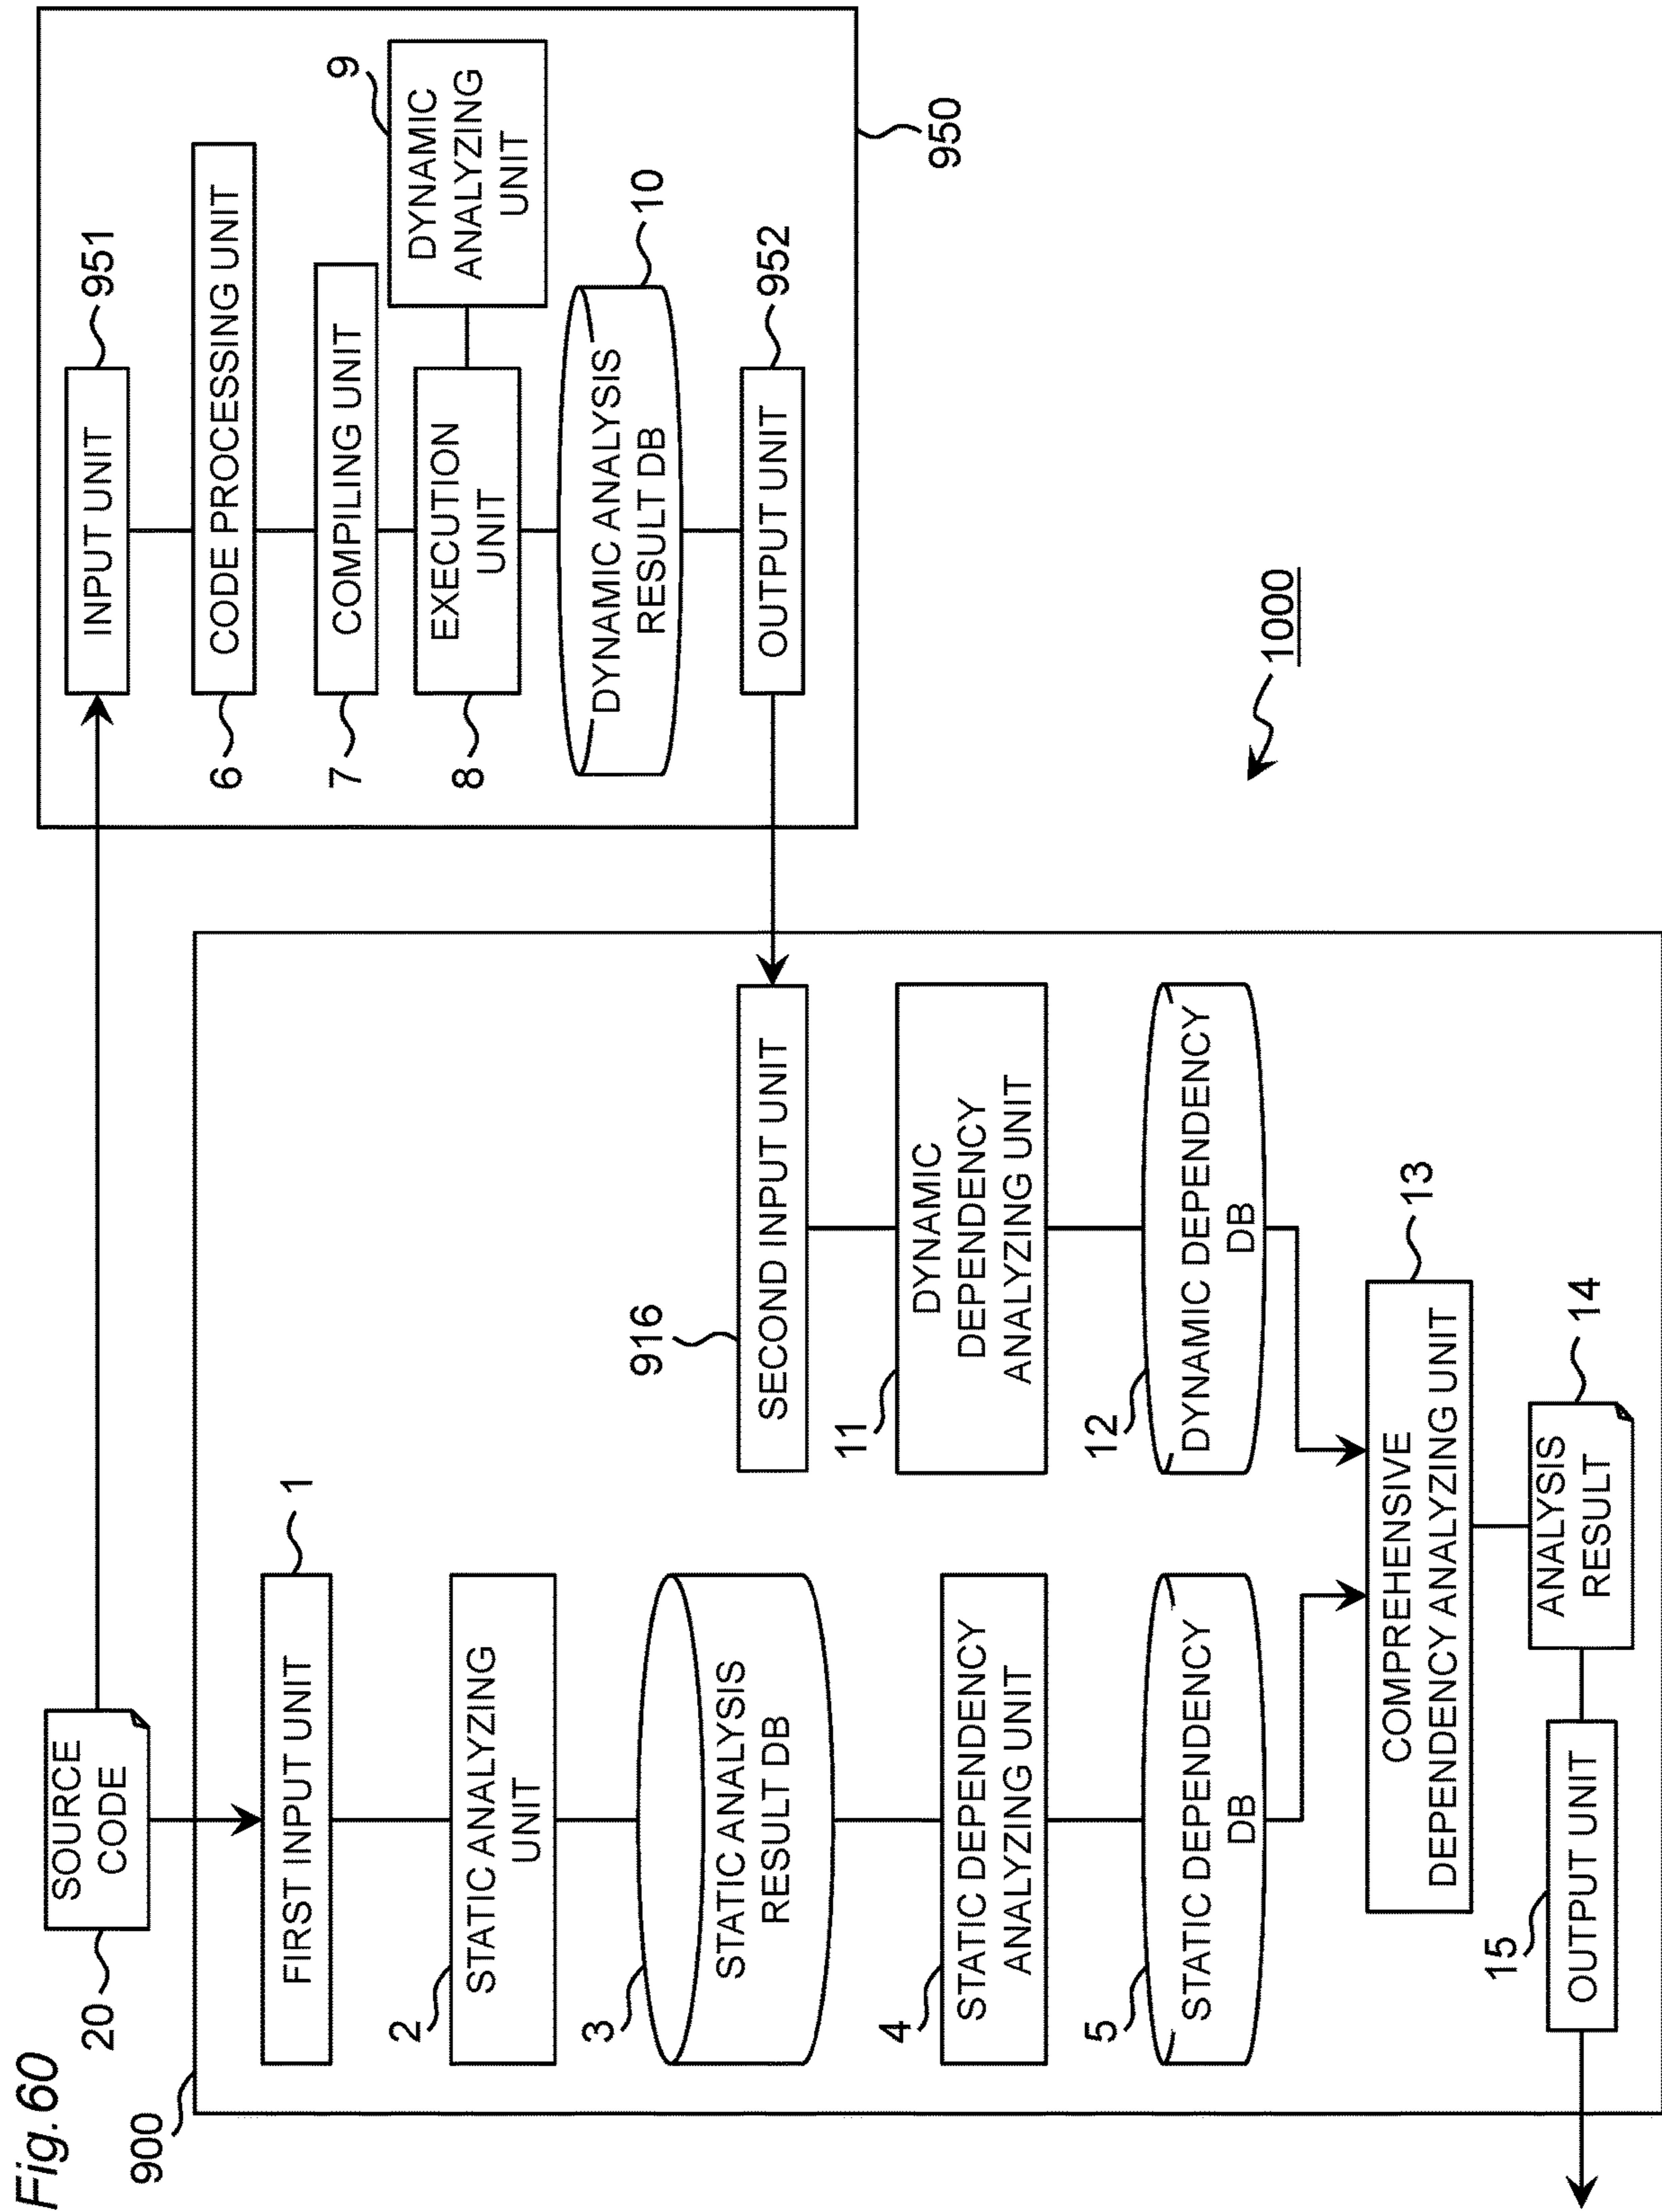 Fig.60
900
20
SOURCE
CODE
1
FIRST INPUT UNIT
2
STATIC ANALYZING
UNIT
3
STATIC ANALYSIS
RESULT DB
4
STATIC DEPENDENCY
ANALYZING UNIT
5
STATIC DEPENDENCY
DB
916
SECOND INPUT UNIT
11
DYNAMIC
DEPENDENCY
ANALYZING UNIT
12
DYNAMIC DEPENDENCY
DB
13
COMPREHENSIVE
DEPENDENCY ANALYZING UNIT
14
ANALYSIS
RESULT
15
OUTPUT UNIT
951
INPUT UNIT
6
CODE PROCESSING UNIT
7
COMPILING UNIT
8
EXECUTION
UNIT
9
DYNAMIC
ANALYZING
UNIT
10
DYNAMIC ANALYSIS
RESULT DB
952
OUTPUT UNIT
950
1000